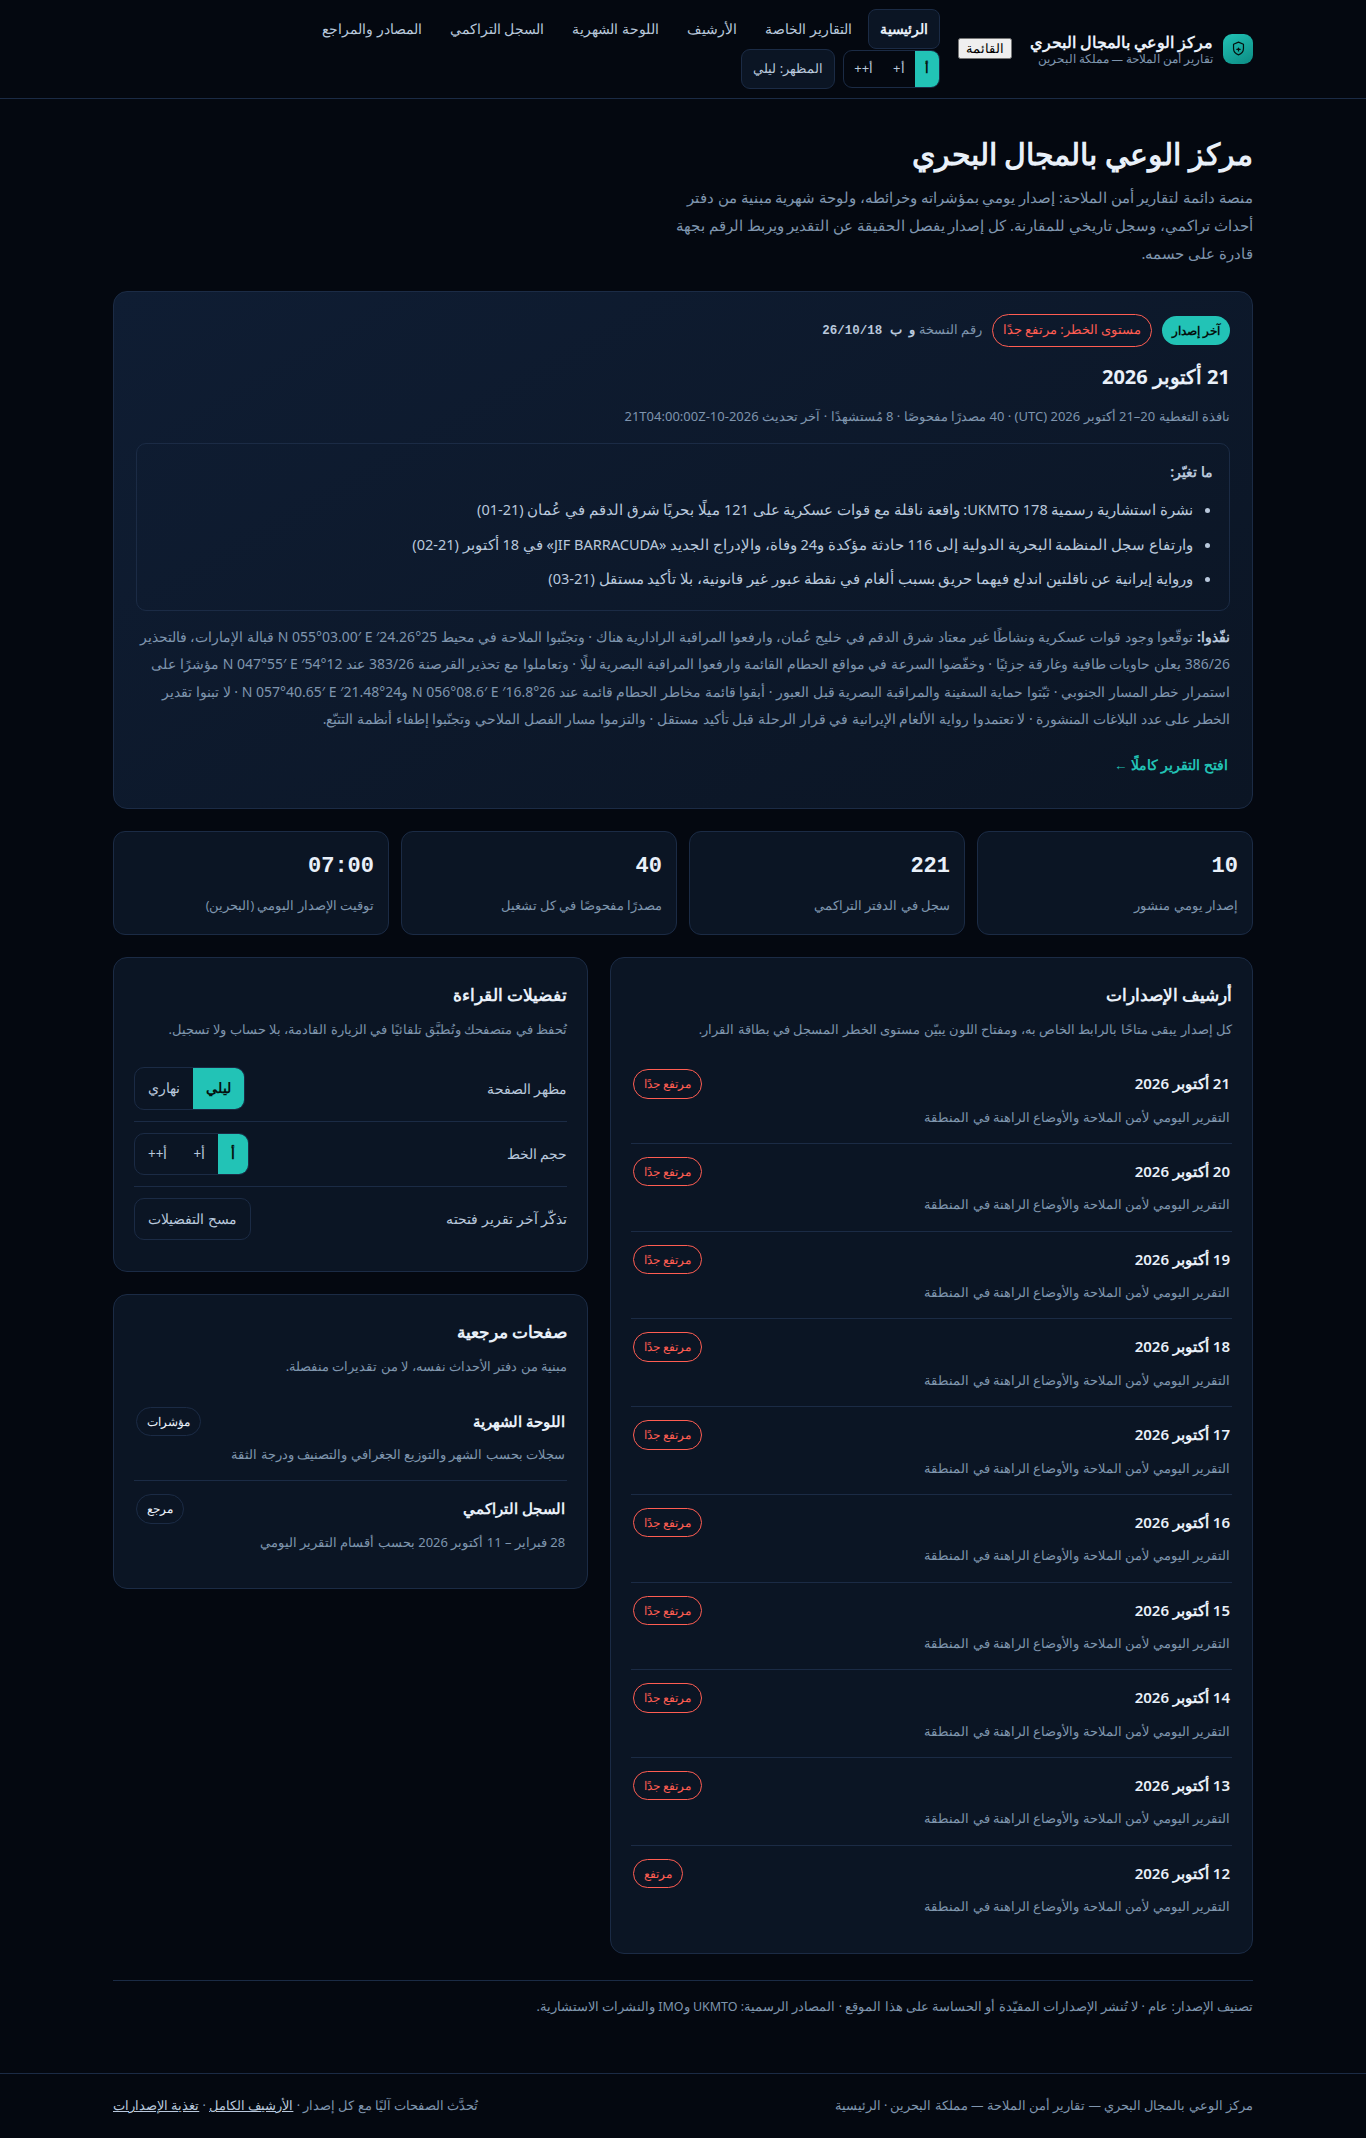 مركز الوعي بالمجال البحري
تقارير أمن الملاحة — مملكة البحرين
القائمة
الرئيسية
التقارير الخاصة
الأرشيف
اللوحة الشهرية
السجل التراكمي
المصادر والمراجع
أ
أ+
أ++
المظهر: ليلي
مركز الوعي بالمجال البحري
منصة دائمة لتقارير أمن الملاحة: إصدار يومي بمؤشراته وخرائطه، ولوحة شهرية مبنية من دفتر
أحداث تراكمي، وسجل تاريخي للمقارنة. كل إصدار يفصل الحقيقة عن التقدير ويربط الرقم بجهة
قادرة على حسمه.
آخر إصدار
مستوى الخطر: مرتفع جدًا
رقم النسخة و ب 26/10/18
21 أكتوبر 2026
نافذة التغطية 20–21 أكتوبر 2026 (UTC) · 40 مصدرًا مفحوصًا · 8 مُستشهدًا · آخر تحديث 2026-10-21T04:00:00Z
ما تغيّر:
نشرة استشارية رسمية UKMTO 178: واقعة ناقلة مع قوات عسكرية على 121 ميلًا بحريًا شرق الدقم في عُمان (21-01)
وارتفاع سجل المنظمة البحرية الدولية إلى 116 حادثة مؤكدة و24 وفاة، والإدراج الجديد «JIF BARRACUDA» في 18 أكتوبر (21-02)
ورواية إيرانية عن ناقلتين اندلع فيهما حريق بسبب ألغام في نقطة عبور غير قانونية، بلا تأكيد مستقل (21-03)
نفّذوا: توقّعوا وجود قوات عسكرية ونشاطًا غير معتاد شرق الدقم في خليج عُمان، وارفعوا المراقبة الرادارية هناك · وتجنّبوا الملاحة في محيط 25°24.26′ N 055°03.00′ E قبالة الإمارات، فالتحذير
386/26 يعلن حاويات طافية وغارقة جزئيًا · وخفّضوا السرعة في مواقع الحطام القائمة وارفعوا المراقبة البصرية ليلًا · وتعاملوا مع تحذير القرصنة 383/26 عند 12°54′ N 047°55′ E مؤشرًا على
استمرار خطر المسار الجنوبي · ثبّتوا حماية السفينة والمراقبة البصرية قبل العبور · أبقوا قائمة مخاطر الحطام قائمة عند 26°16.8′ N 056°08.6′ E و24°21.48′ N 057°40.65′ E · لا تبنوا تقدير
الخطر على عدد البلاغات المنشورة · لا تعتمدوا رواية الألغام الإيرانية في قرار الرحلة قبل تأكيد مستقل · والتزموا مسار الفصل الملاحي وتجنّبوا إطفاء أنظمة التتبّع.
افتح التقرير كاملًا ←
10
إصدار يومي منشور
221
سجل في الدفتر التراكمي
40
مصدرًا مفحوصًا في كل تشغيل
07:00
توقيت الإصدار اليومي (البحرين)
أرشيف الإصدارات
كل إصدار يبقى متاحًا بالرابط الخاص به، ومفتاح اللون يبيّن مستوى الخطر المسجل في بطاقة القرار.
21 أكتوبر 2026
مرتفع جدًا
التقرير اليومي لأمن الملاحة والأوضاع الراهنة في المنطقة
20 أكتوبر 2026
مرتفع جدًا
التقرير اليومي لأمن الملاحة والأوضاع الراهنة في المنطقة
19 أكتوبر 2026
مرتفع جدًا
التقرير اليومي لأمن الملاحة والأوضاع الراهنة في المنطقة
18 أكتوبر 2026
مرتفع جدًا
التقرير اليومي لأمن الملاحة والأوضاع الراهنة في المنطقة
17 أكتوبر 2026
مرتفع جدًا
التقرير اليومي لأمن الملاحة والأوضاع الراهنة في المنطقة
16 أكتوبر 2026
مرتفع جدًا
التقرير اليومي لأمن الملاحة والأوضاع الراهنة في المنطقة
15 أكتوبر 2026
مرتفع جدًا
التقرير اليومي لأمن الملاحة والأوضاع الراهنة في المنطقة
14 أكتوبر 2026
مرتفع جدًا
التقرير اليومي لأمن الملاحة والأوضاع الراهنة في المنطقة
13 أكتوبر 2026
مرتفع جدًا
التقرير اليومي لأمن الملاحة والأوضاع الراهنة في المنطقة
12 أكتوبر 2026
مرتفع
التقرير اليومي لأمن الملاحة والأوضاع الراهنة في المنطقة
تفضيلات القراءة
تُحفظ في متصفحك وتُطبَّق تلقائيًا في الزيارة القادمة، بلا حساب ولا تسجيل.
مظهر الصفحة
ليلي
نهاري
حجم الخط
أ
أ+
أ++
تذكّر آخر تقرير فتحته
مسح التفضيلات
صفحات مرجعية
مبنية من دفتر الأحداث نفسه، لا من تقديرات منفصلة.
اللوحة الشهرية
مؤشرات
سجلات بحسب الشهر والتوزيع الجغرافي والتصنيف ودرجة الثقة
السجل التراكمي
مرجع
28 فبراير – 11 أكتوبر 2026 بحسب أقسام التقرير اليومي
تصنيف الإصدار: عام · لا تُنشر الإصدارات المقيّدة أو الحساسة على هذا الموقع · المصادر الرسمية: UKMTO وIMO والنشرات الاستشارية.
مركز الوعي بالمجال البحري — تقارير أمن الملاحة — مملكة البحرين · الرئيسية
تُحدَّث الصفحات آليًا مع كل إصدار · الأرشيف الكامل · تغذية الإصدارات